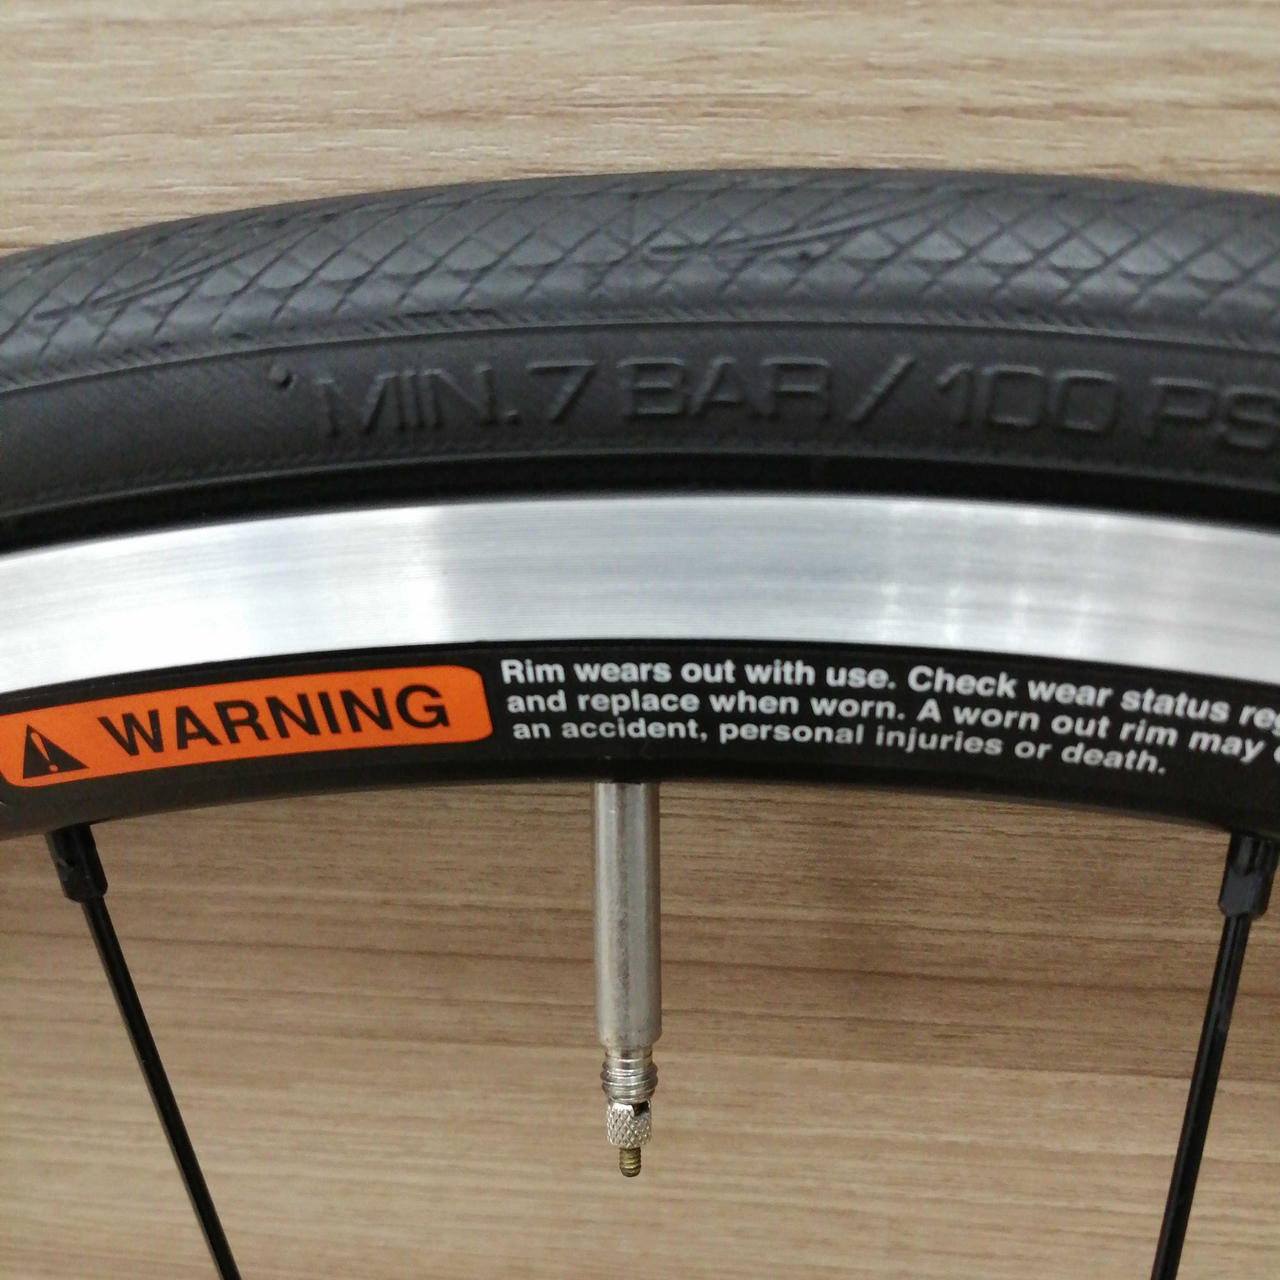 MIN. 7 BAR / 100 PS
WARNING
Rim wears out with use. Check wear status
and replace when worn. A worn out rim may
an accident, personal injuries or death.